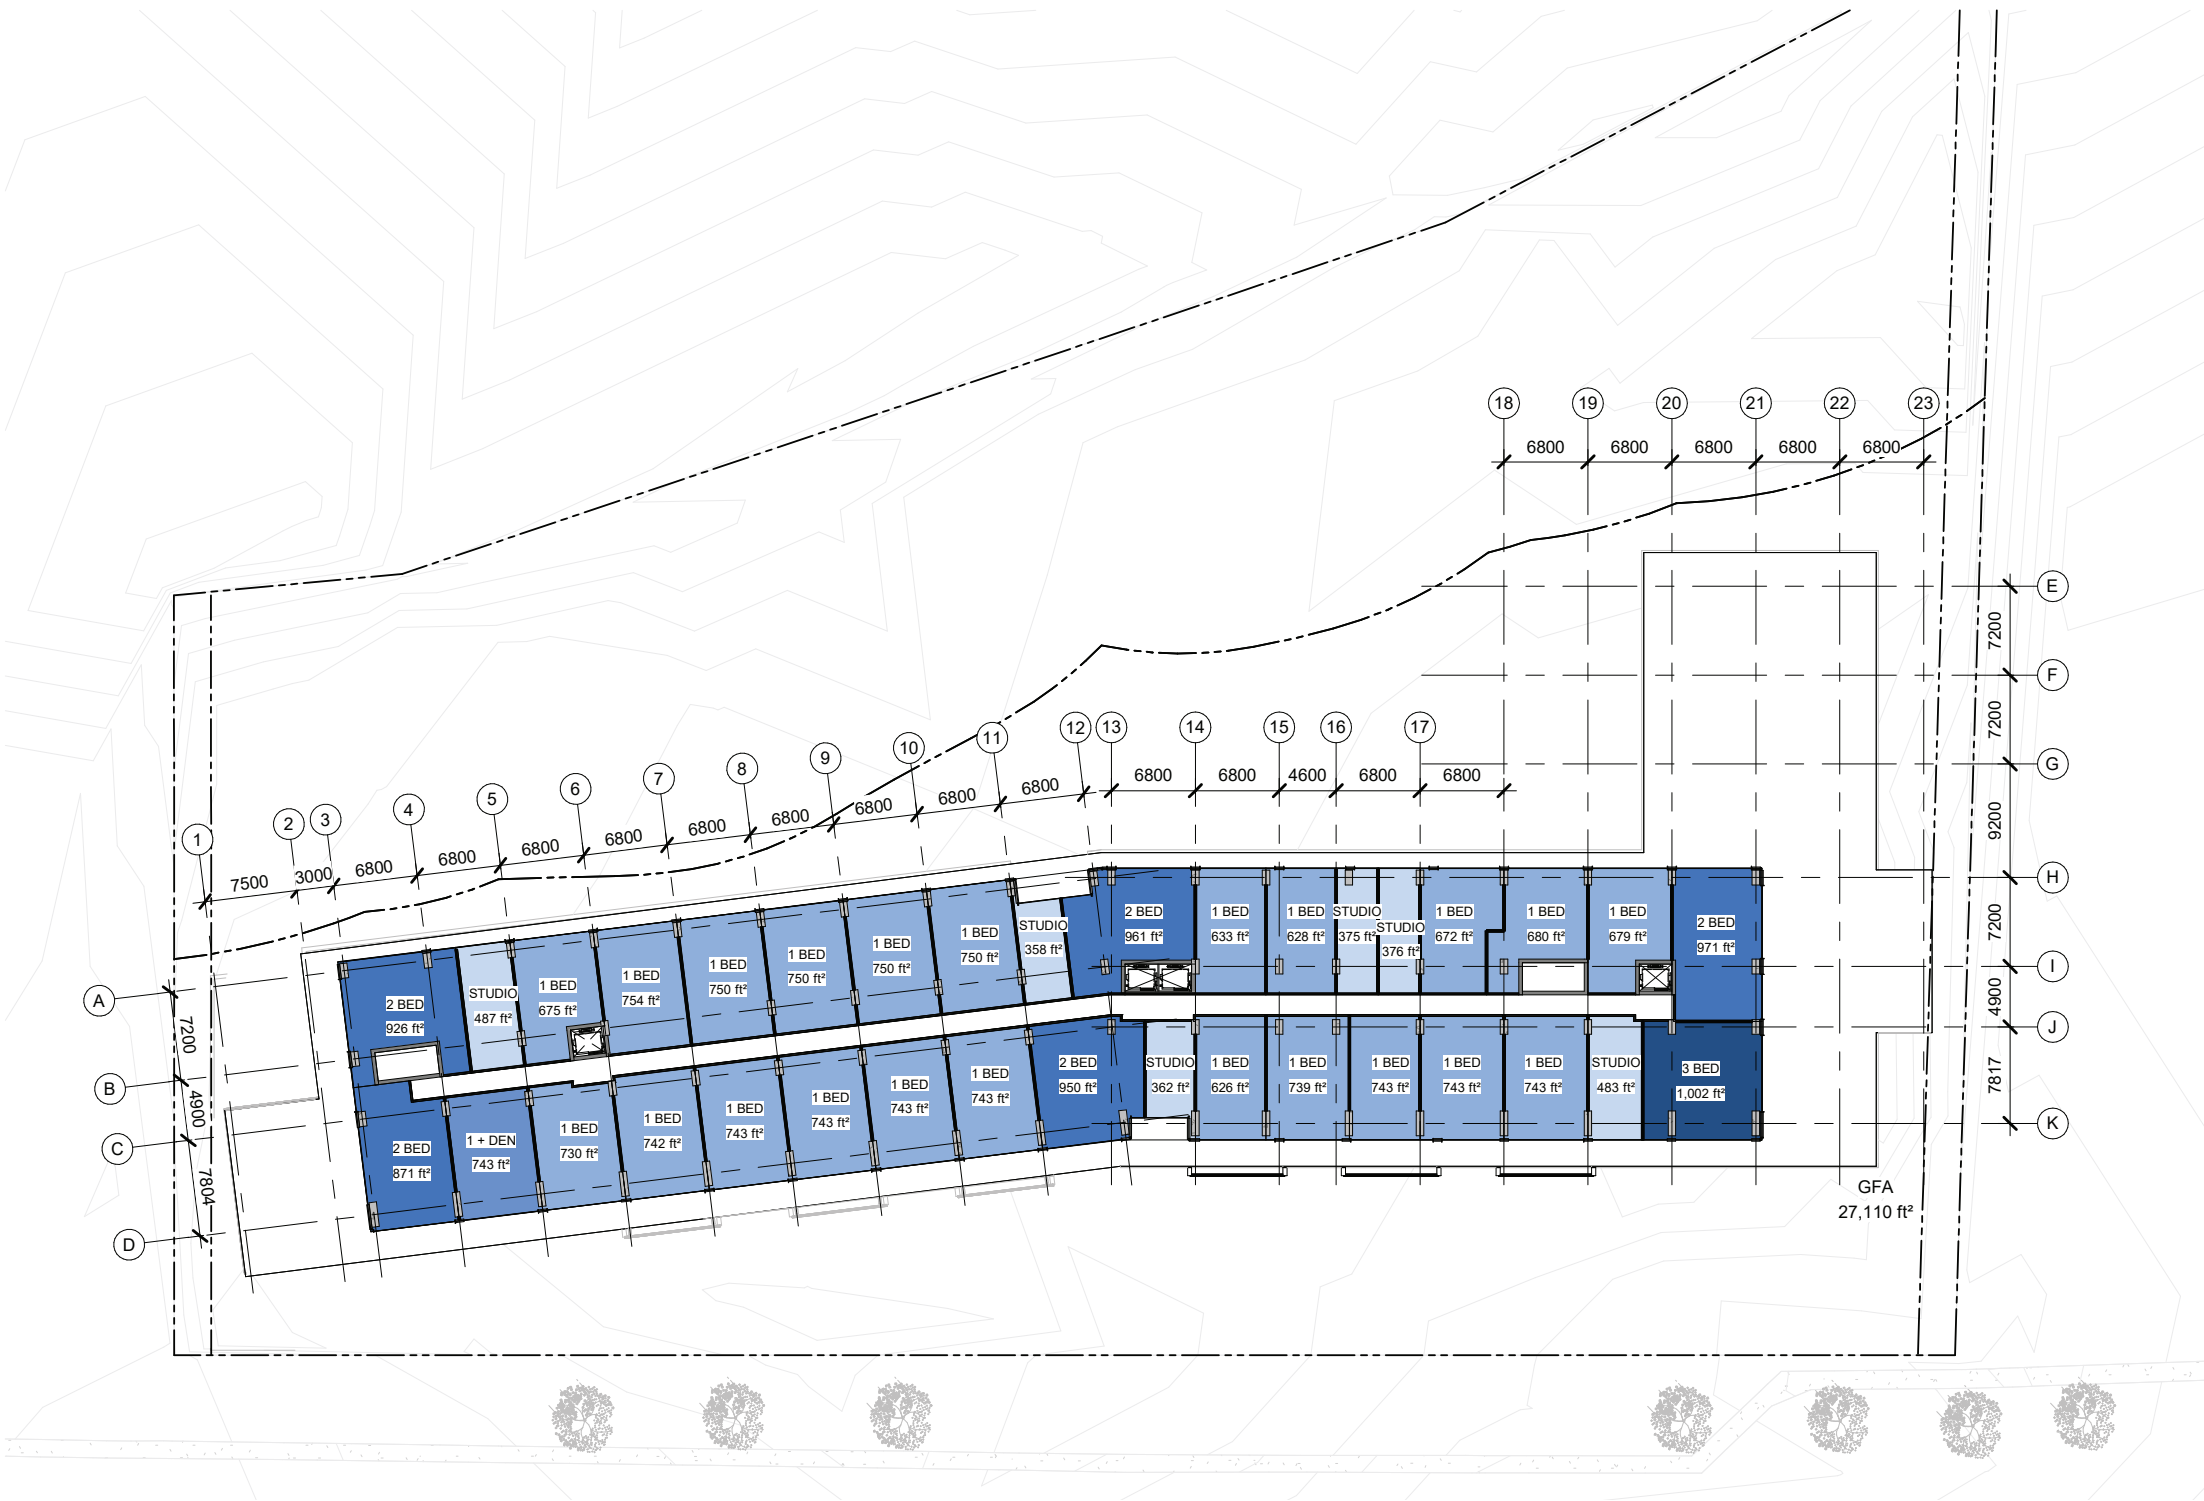 18
19
20
21
22
23
6800
6800
6800
6800
6800
E
7200
F
7200
G
9200
H
7200
I
4900
J
7817
K
1
2
3
4
5
6
7
8
9
10
11
12
13
14
15
16
17
7500
3000
6800
6800
6800
6800
6800
6800
6800
6800
6800
6800
6800
4600
6800
6800
A
7200
B
4900
C
7804
D
2 BED
926 ft²
STUDIO
487 ft²
1 BED
675 ft²
1 BED
754 ft²
1 BED
750 ft²
1 BED
750 ft²
1 BED
750 ft²
1 BED
750 ft²
STUDIO
358 ft²
2 BED
961 ft²
1 BED
633 ft²
1 BED
628 ft²
STUDIO
375 ft²
STUDIO
376 ft²
1 BED
672 ft²
1 BED
680 ft²
1 BED
679 ft²
2 BED
971 ft²
2 BED
871 ft²
1 + DEN
743 ft²
1 BED
730 ft²
1 BED
742 ft²
1 BED
743 ft²
1 BED
743 ft²
1 BED
743 ft²
1 BED
743 ft²
2 BED
950 ft²
STUDIO
362 ft²
1 BED
626 ft²
1 BED
739 ft²
1 BED
743 ft²
1 BED
743 ft²
1 BED
743 ft²
STUDIO
483 ft²
3 BED
1,002 ft²
GFA
27,110 ft²